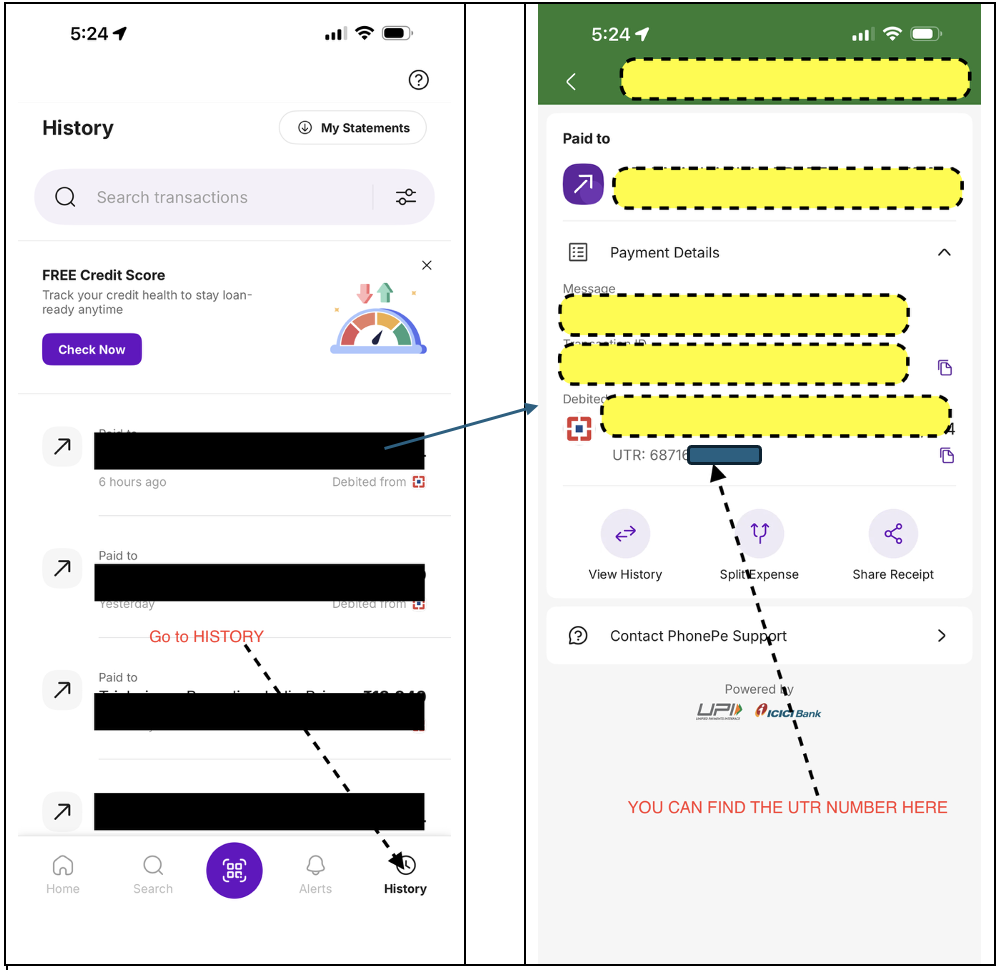 5:24
History
My Statements
Search transactions
FREE Credit Score
Track your credit health to stay loan-
ready anytime
Check Now
Paid to
6 hours ago
Debited from
Paid to
Yesterday
Debited from
Go to HISTORY
Paid to
Home
Search
Alerts
History
5:24
Paid to
Payment Details
Message
Transaction ID
Debited
4
UTR: 68716
View History
Split Expense
Share Receipt
Contact PhonePe Support
Powered by
UPI
UNIFIED PAYMENTS INTERFACE
ICICI Bank
YOU CAN FIND THE UTR NUMBER HERE